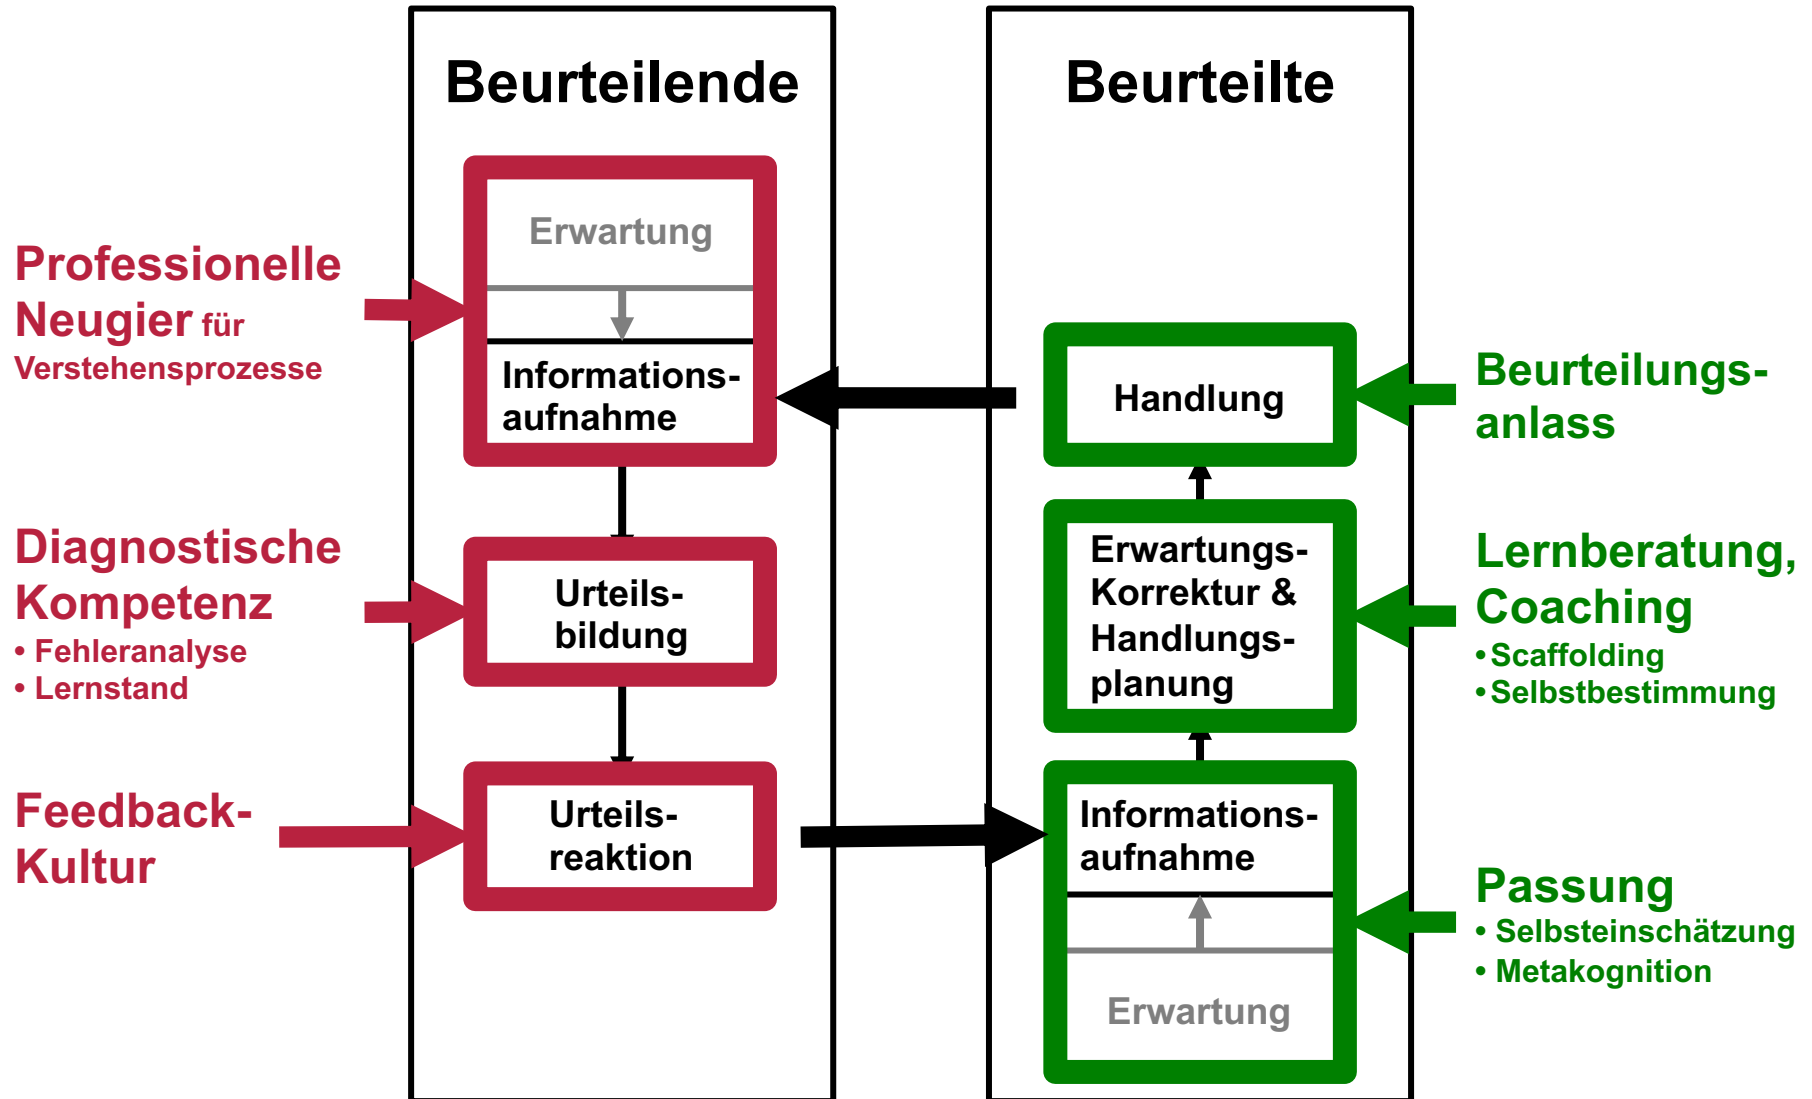 Beurteilende
Beurteilte
Professionelle
Neugier für
Verstehensprozesse
Diagnostische
Kompetenz
• Fehleranalyse
• Lernstand
Feedback-
Kultur
Erwartung
Informations-
aufnahme
Urteils-
bildung
Urteils-
reaktion
Handlung
Erwartungs-
Korrektur &
Handlungs-
planung
Informations-
aufnahme
Erwartung
Beurteilungs-
anlass
Lernberatung,
Coaching
• Scaffolding
• Selbstbestimmung
Passung
• Selbsteinschätzung
• Metakognition